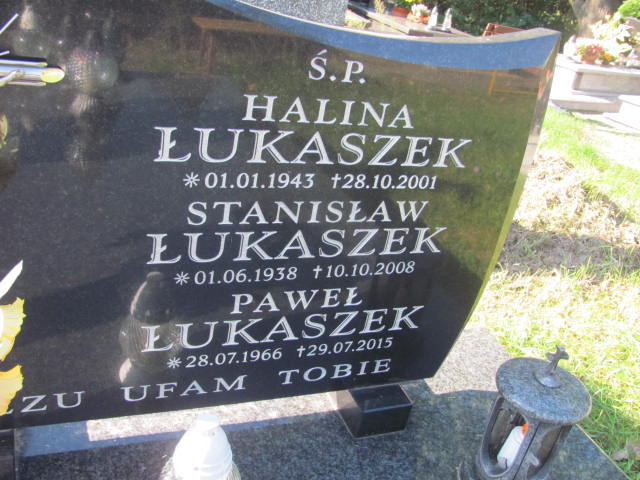 Ś.P.
HALINA
ŁUKASZEK
*01.01.1943 †28.10.2001
STANISŁAW
ŁUKASZEK
*01.06.1938 †10.10.2008
PAWEŁ
ŁUKASZEK
*28.07.1966 †29.07.2015
EZU UFAM TOBIE